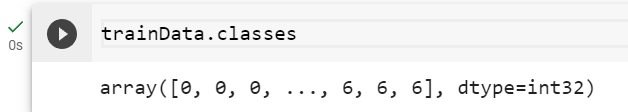 trainData.classes
0s
array([0, 0, 0, ..., 6, 6, 6], dtype=int32)